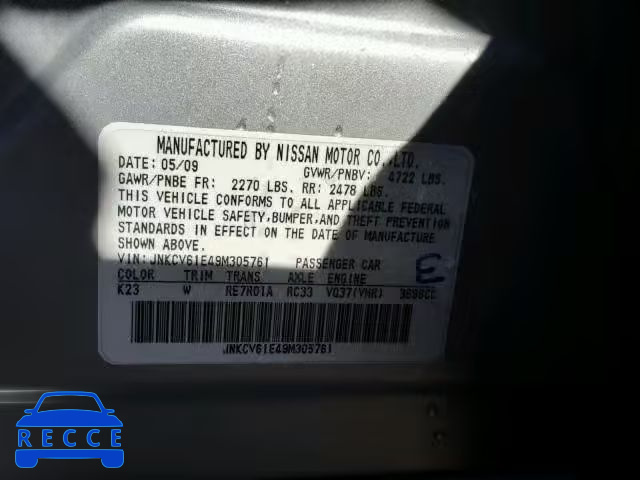 MANUFACTURED BY NISSAN MOTOR CO.,LTD.
DATE: 05/09 GVWR/PNBV: 4722 LBS.
GAWR/PNBE FR: 2270 LBS. RR: 2478 LBS.
THIS VEHICLE CONFORMS TO ALL APPLICABLE FEDERAL
MOTOR VEHICLE SAFETY,BUMPER,AND THEFT PREVENTION
STANDARDS IN EFFECT ON THE DATE OF MANUFACTURE
SHOWN ABOVE.
VIN: JNKCV61E49M305761 PASSENGER CAR E
COLOR TRIM TRANS AXLE ENGINE
K23 W RE7R01A RC33 VQ37(VHR) 3696CC
JNKCV61E49M305761
RECORD